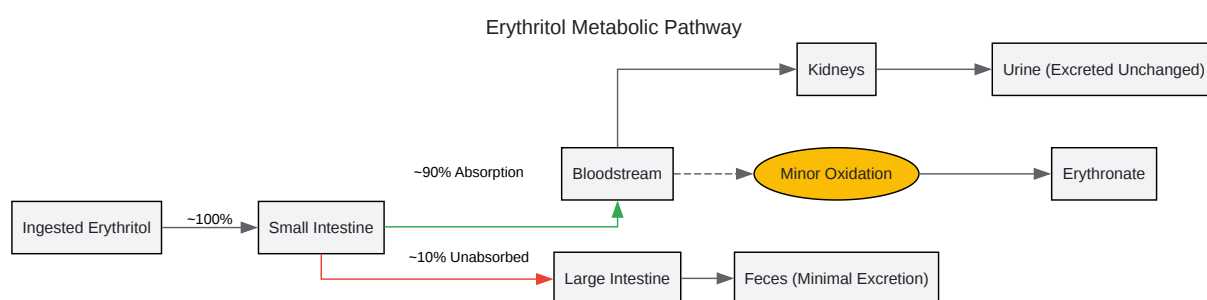 Erythritol Metabolic Pathway
Kidneys
Urine (Excreted Unchanged)
~90% Absorption
Bloodstream
Minor Oxidation
Erythronate
Ingested Erythritol
~100%
Small Intestine
~10% Unabsorbed
Large Intestine
Feces (Minimal Excretion)